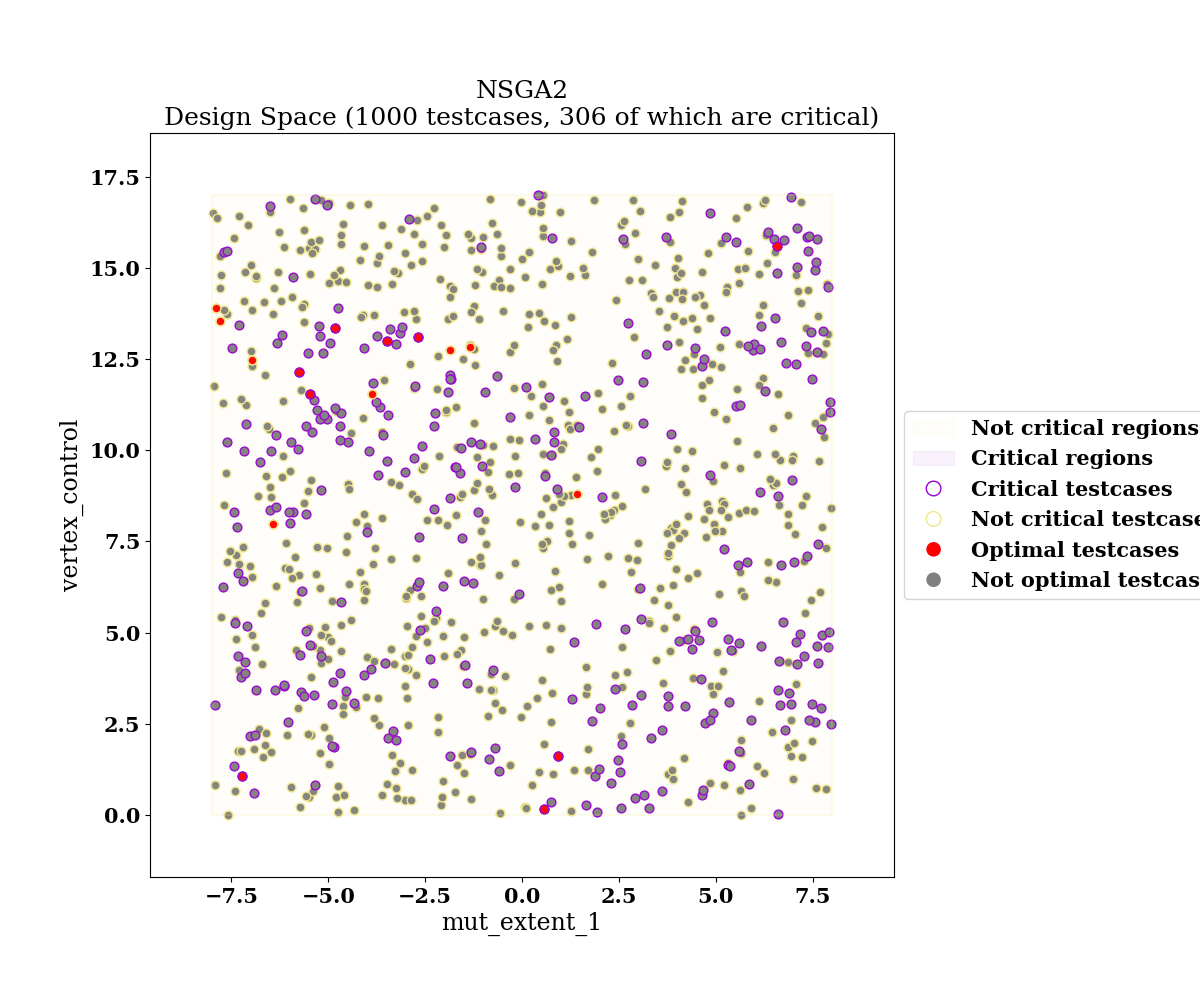 NSGA2
Design Space (1000 testcases, 306 of which are critical)
17.5
15.0
12.5
10.0
7.5
5.0
2.5
0.0
vertex_control
−7.5
−5.0
−2.5
0.0
2.5
5.0
7.5
mut_extent_1
Not critical regions
Critical regions
Critical testcases
Not critical testcase
Optimal testcases
Not optimal testcas